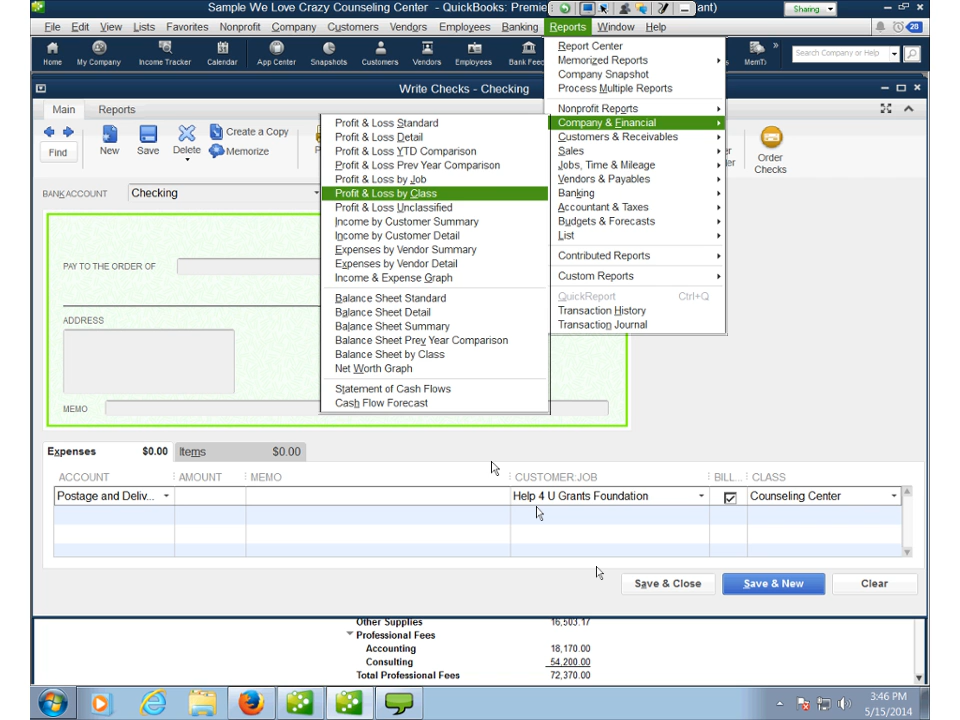 Sample We Love Crazy Counseling Center - QuickBooks: Premie
ant)
Sharing
File Edit View Lists Favorites Nonprofit Company Customers Vendors Employees Banking Reports Window Help
28
Home My Company Income Tracker Calendar App Center Snapshots Customers Vendors Employees Bank Feed MemTx
Search Company or Help
Report Center
Memorized Reports
Company Snapshot
Process Multiple Reports
Nonprofit Reports
Company & Financial
Customers & Receivables
Sales
Jobs, Time & Mileage
Vendors & Payables
Banking
Accountant & Taxes
Budgets & Forecasts
List
Contributed Reports
Custom Reports
QuickReport Ctrl+Q
Transaction History
Transaction Journal
Write Checks - Checking
Main Reports
Find New Save Delete Create a Copy
Memorize
Order
Checks
Profit & Loss Standard
Profit & Loss Detail
Profit & Loss YTD Comparison
Profit & Loss Prev Year Comparison
Profit & Loss by Job
Profit & Loss by Class
Profit & Loss Unclassified
Income by Customer Summary
Income by Customer Detail
Expenses by Vendor Summary
Expenses by Vendor Detail
Income & Expense Graph
Balance Sheet Standard
Balance Sheet Detail
Balance Sheet Summary
Balance Sheet Prev Year Comparison
Balance Sheet by Class
Net Worth Graph
Statement of Cash Flows
Cash Flow Forecast
BANK ACCOUNT Checking
PAY TO THE ORDER OF
ADDRESS
MEMO
Expenses $0.00 Items $0.00
ACCOUNT AMOUNT MEMO CUSTOMER:JOB BILL... CLASS
Postage and Deliv... Help 4 U Grants Foundation Counseling Center
Save & Close Save & New Clear
Other Supplies 16,503.17
Professional Fees
Accounting 18,170.00
Consulting 54,200.00
Total Professional Fees 72,370.00
3:46 PM
5/15/2014